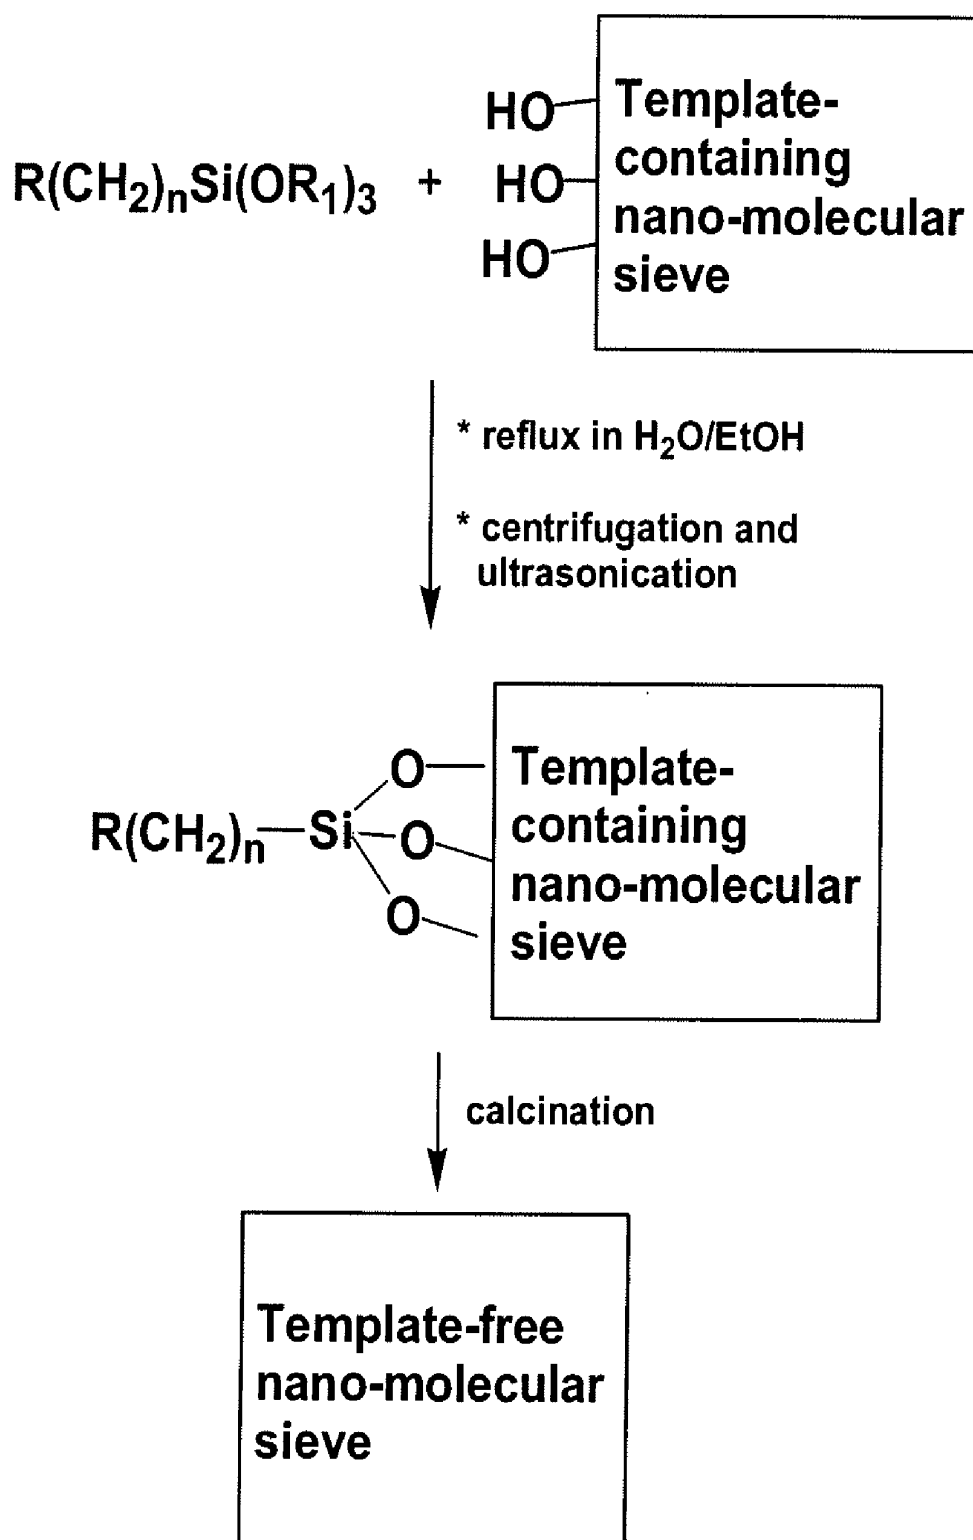 R(CH₂)ₙSi(OR₁)₃ +
HO
HO
HO
Template-
containing
nano-molecular
sieve
* reflux in H₂O/EtOH
* centrifugation and
ultrasonication
R(CH₂)ₙ—Si
O
O
O
Template-
containing
nano-molecular
sieve
calcination
Template-free
nano-molecular
sieve